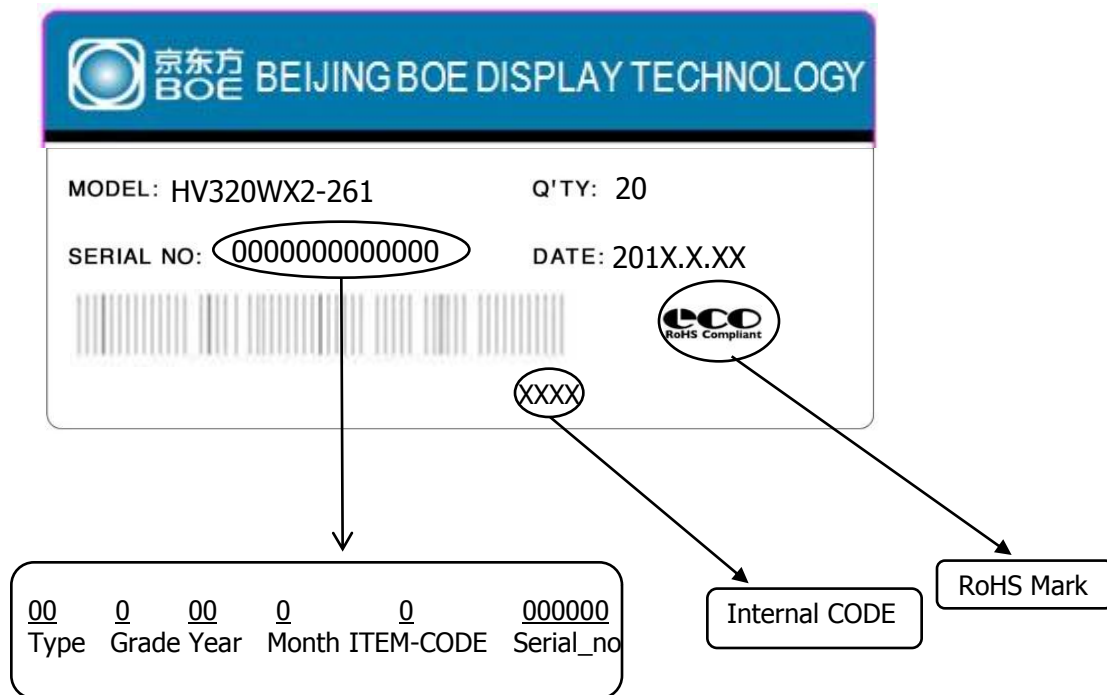 京东方
BOE BEIJING BOE DISPLAY TECHNOLOGY
MODEL: HV320WX2-261 Q'TY: 20
SERIAL NO: 0000000000000 DATE: 201X.X.XX
eco
RoHS Compliant
XXXX
00 0 00 0 0 000000
Type Grade Year Month ITEM-CODE Serial_no
Internal CODE
RoHS Mark